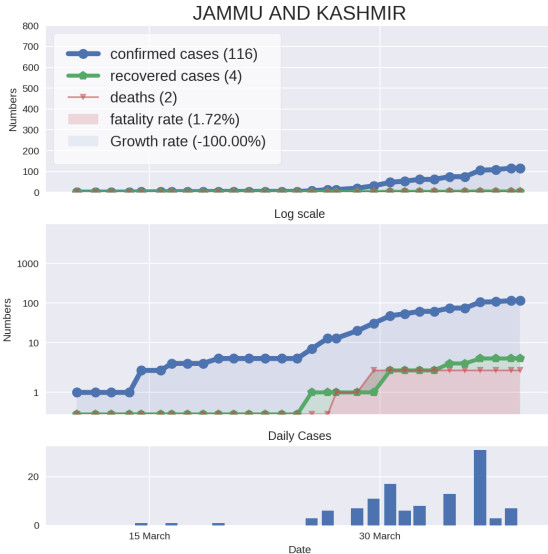 JAMMU AND KASHMIR
800
700
600
500
400
300
200
100
0
Numbers
confirmed cases (116)
recovered cases (4)
deaths (2)
fatality rate (1.72%)
Growth rate (-100.00%)
Log scale
1000
100
10
1
Numbers
Daily Cases
20
0
15 March
30 March
Date